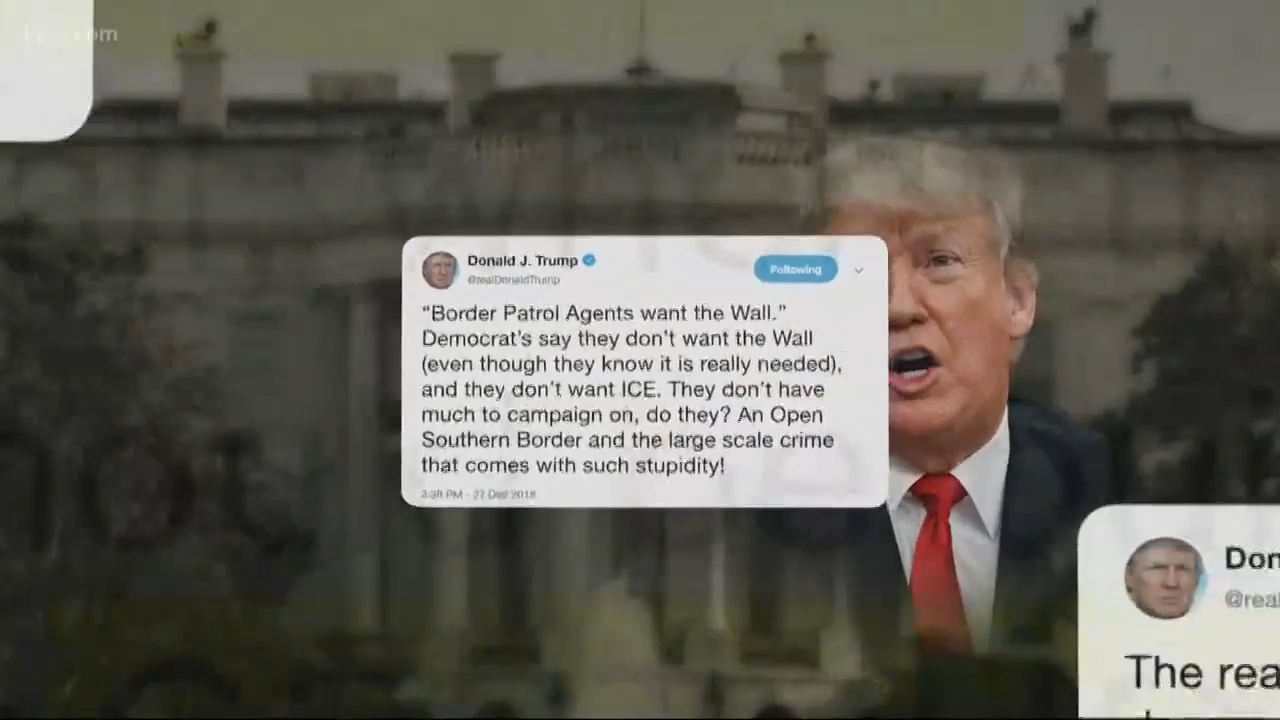 Donald J. Trump
@realDonaldTrump
Following
“Border Patrol Agents want the Wall.”
Democrat’s say they don’t want the Wall
(even though they know it is really needed),
and they don’t want ICE. They don’t have
much to campaign on, do they? An Open
Southern Border and the large scale crime
that comes with such stupidity!
3:39 PM - 27 Dec 2018
Don
@real
The rea